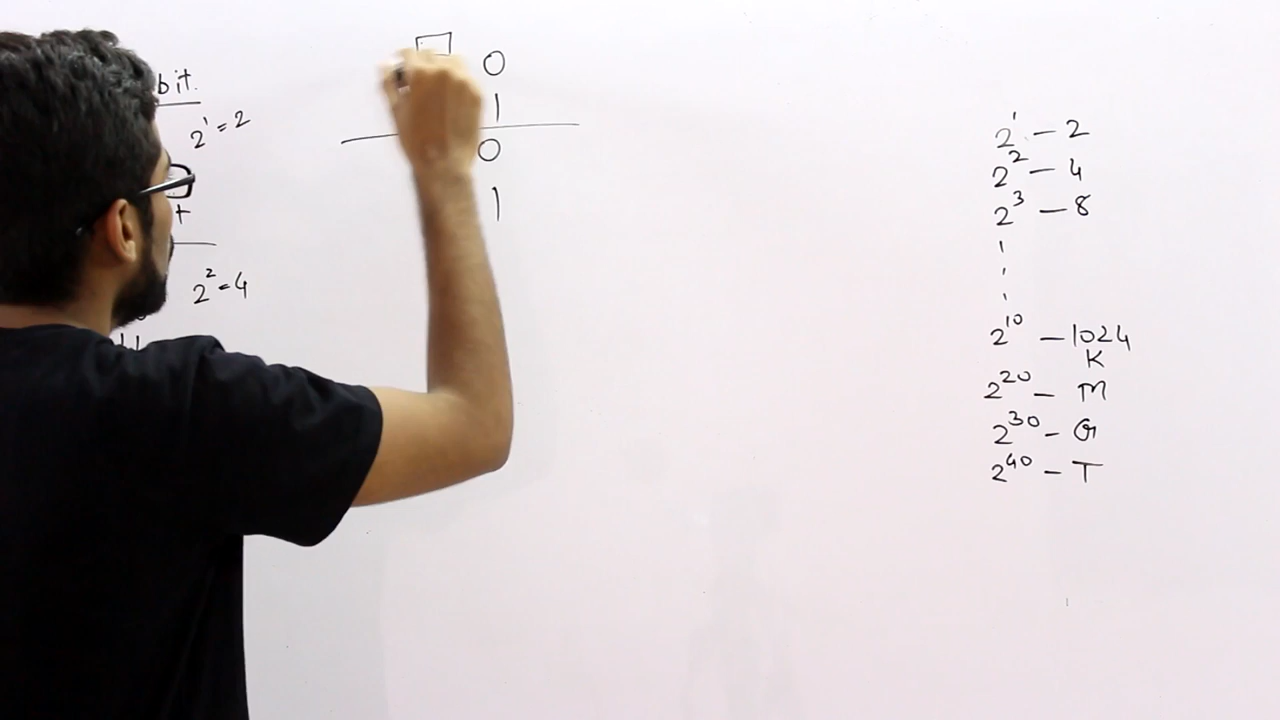 bit.
2¹ = 2
2² = 4
0
1
0
1
2¹ — 2
2² — 4
2³ — 8
2¹⁰ — 1024
K
2²⁰ — M
2³⁰ - G
2⁴⁰ - T